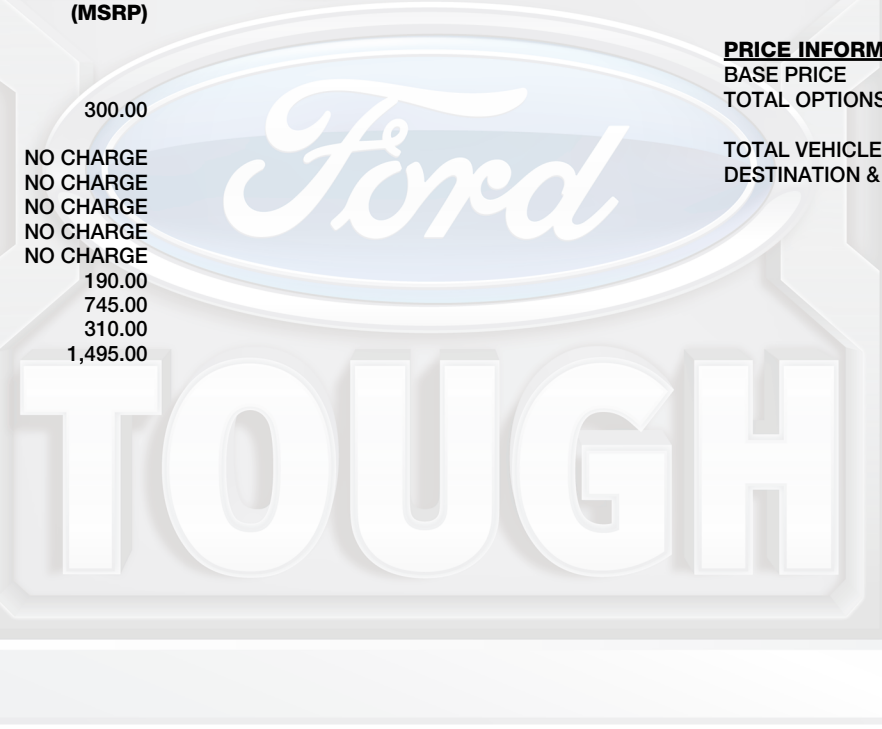 (MSRP)
300.00
NO CHARGE
NO CHARGE
NO CHARGE
NO CHARGE
NO CHARGE
190.00
745.00
310.00
1,495.00
PRICE INFORM
BASE PRICE
TOTAL OPTIONS
TOTAL VEHICLE
DESTINATION &
Ford
TOUGH